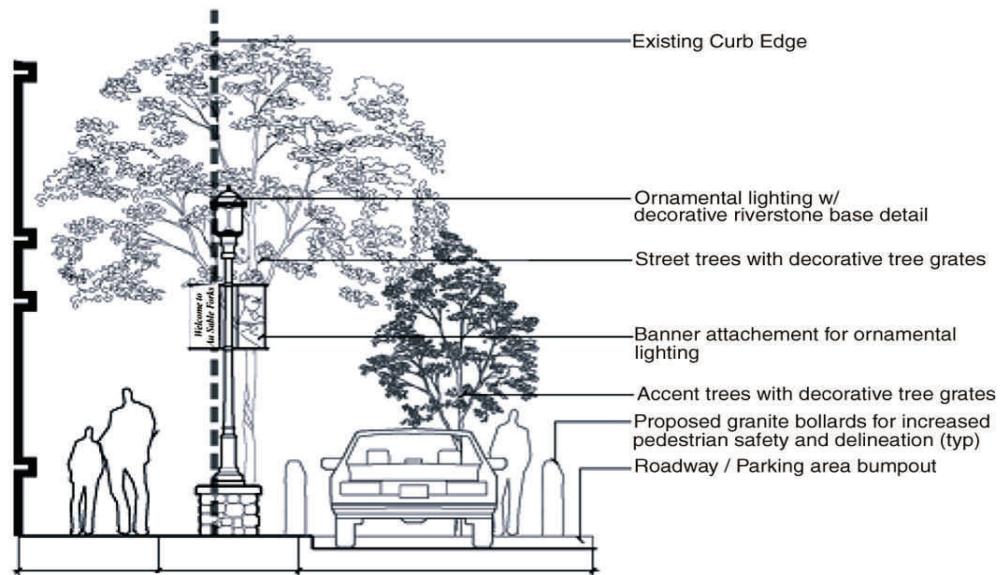 Existing Curb Edge
Ornamental lighting w/
decorative riverstone base detail
Street trees with decorative tree grates
Welcome to
Au Sable Forks
Banner attachement for ornamental
lighting
Accent trees with decorative tree grates
Proposed granite bollards for increased
pedestrian safety and delineation (typ)
Roadway / Parking area bumpout